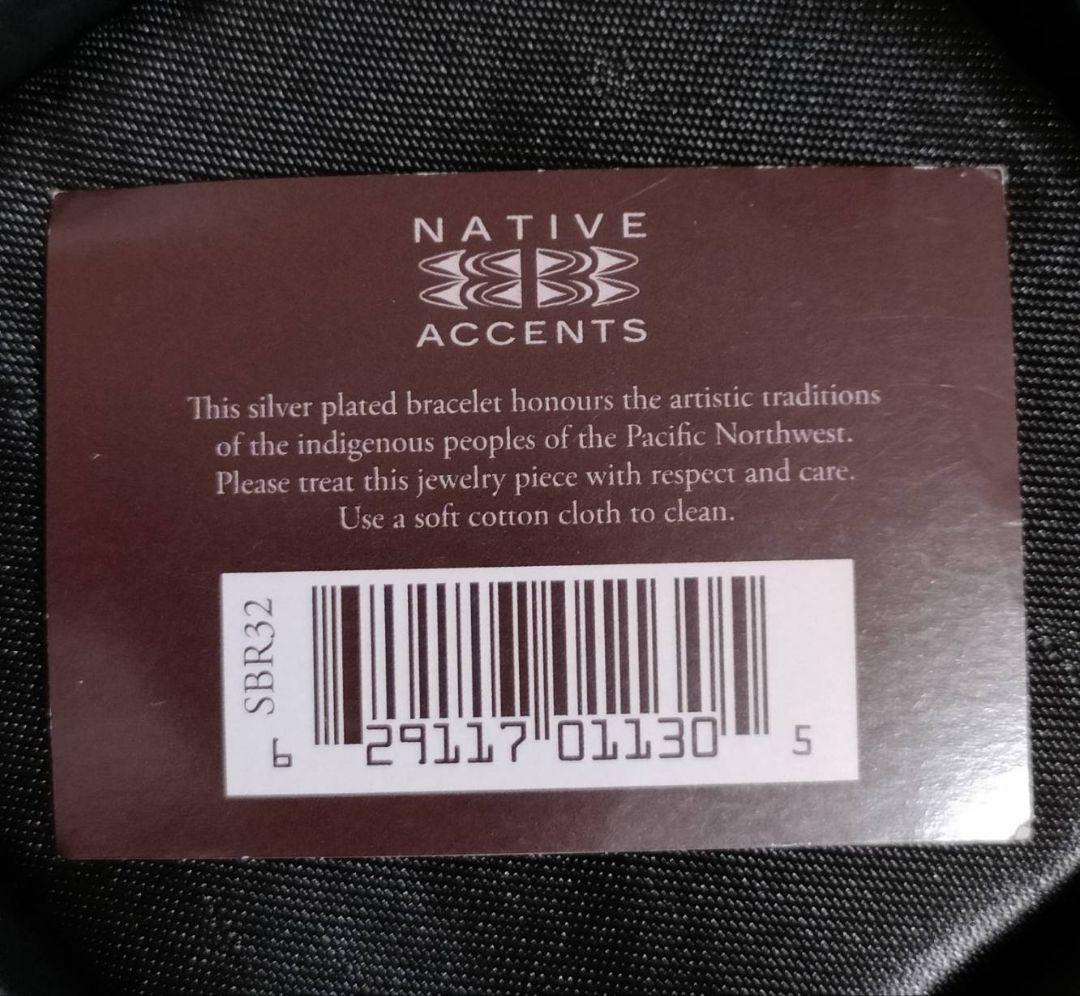 NATIVE
ACCENTS
This silver plated bracelet honours the artistic traditions
of the indigenous peoples of the Pacific Northwest.
Please treat this jewelry piece with respect and care.
Use a soft cotton cloth to clean.
SBR32
6 29117 01130 5